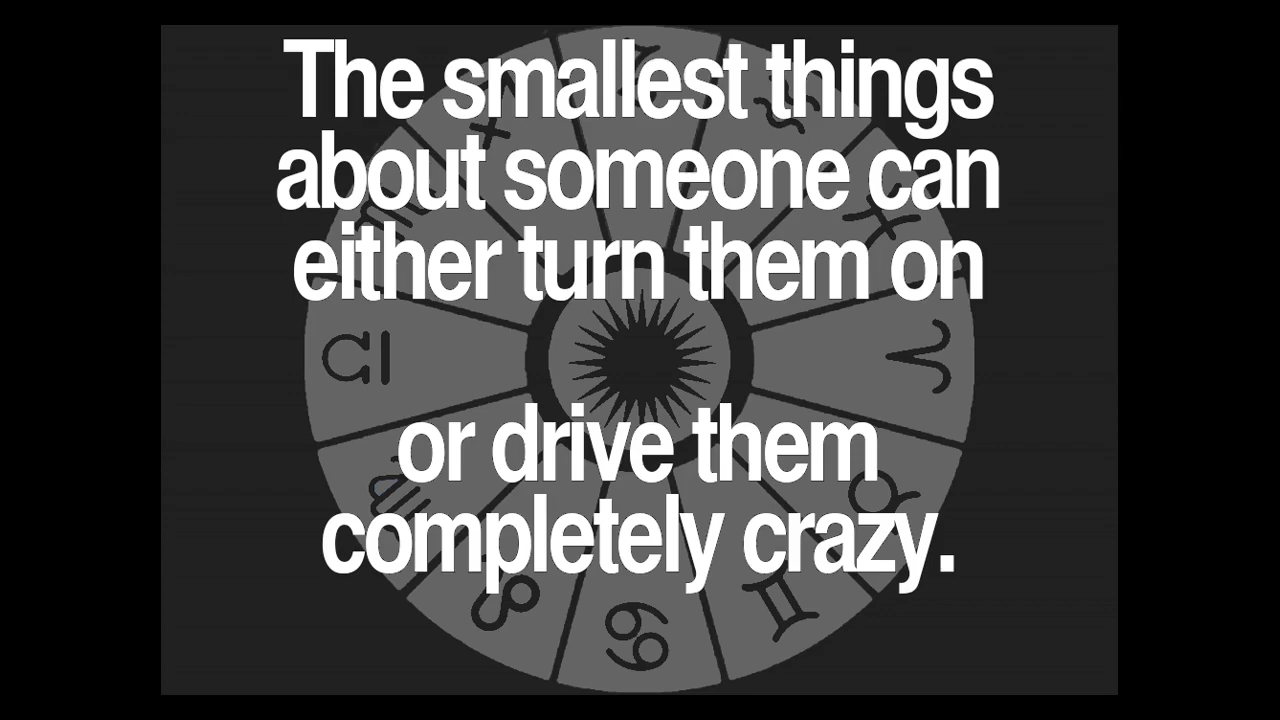 The smallest things
about someone can
either turn them on
or drive them
completely crazy.